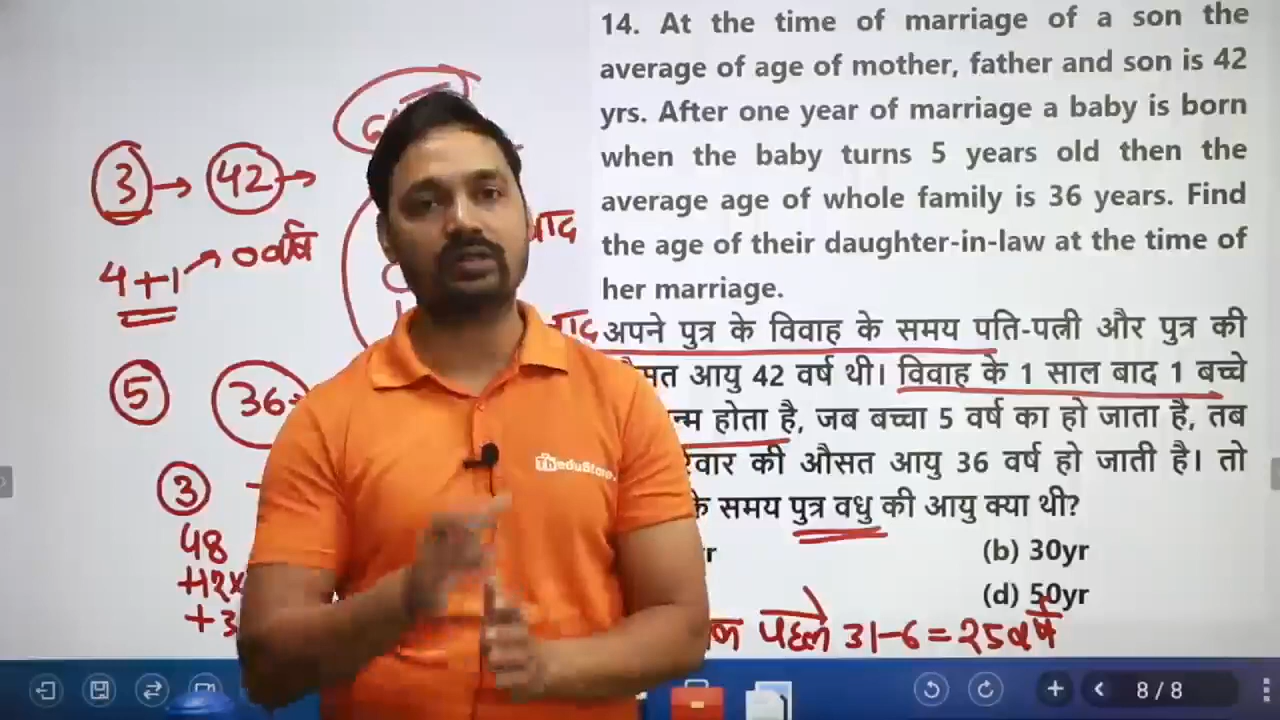 14. At the time of marriage of a son the
average of age of mother, father and son is 42
yrs. After one year of marriage a baby is born
when the baby turns 5 years old then the
average age of whole family is 36 years. Find
the age of their daughter-in-law at the time of
her marriage.
अपने पुत्र के विवाह के समय पति-पत्नी और पुत्र की
आयु 42 वर्ष थी। विवाह के 1 साल बाद 1 बच्चे
होता है, जब बच्चा 5 वर्ष का हो जाता है, तब
की औसत आयु 36 वर्ष हो जाती है। तो
समय पुत्र वधु की आयु क्या थी?
(b) 30yr
(d) 50yr
पहले 31-6=25वर्ष
3 → 42 →
4+1 → 0वर्ष
5 36
3
48
बाद
TheduStore
8 / 8